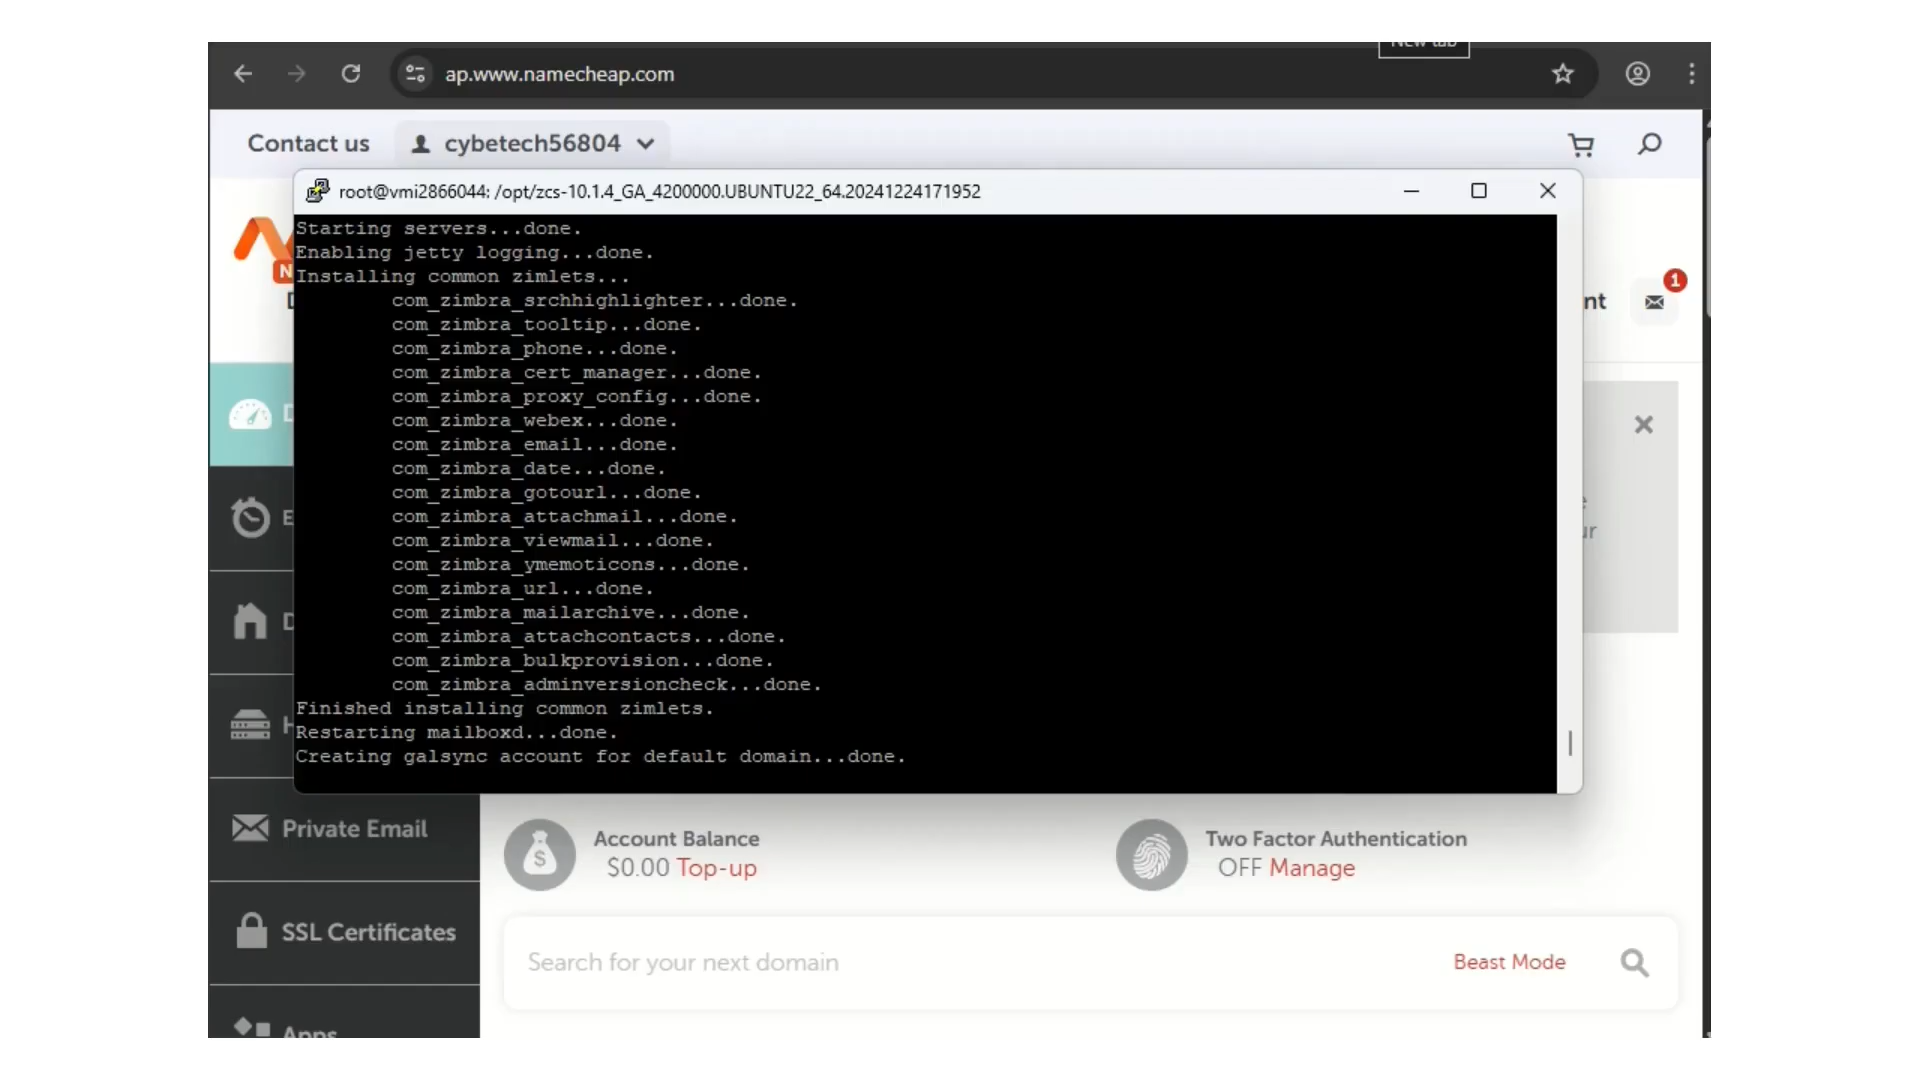 New tab
ap.www.namecheap.com
Contact us
cybetech56804
root@vmi2866044: /opt/zcs-10.1.4_GA_4200000.UBUNTU22_64.20241224171952
N
nt
1
Starting servers...done.
Enabling jetty logging...done.
Installing common zimlets...
com_zimbra_srchhighlighter...done.
com_zimbra_tooltip...done.
com_zimbra_phone...done.
com_zimbra_cert_manager...done.
com_zimbra_proxy_config...done.
com_zimbra_webex...done.
com_zimbra_email...done.
com_zimbra_date...done.
com_zimbra_gotourl...done.
com_zimbra_attachmail...done.
com_zimbra_viewmail...done.
com_zimbra_ymemoticons...done.
com_zimbra_url...done.
com_zimbra_mailarchive...done.
com_zimbra_attachcontacts...done.
com_zimbra_bulkprovision...done.
com_zimbra_adminversioncheck...done.
Finished installing common zimlets.
Restarting mailboxd...done.
Creating galsync account for default domain...done.
Private Email
SSL Certificates
Apps
Account Balance
$0.00 Top-up
Two Factor Authentication
OFF Manage
Search for your next domain
Beast Mode